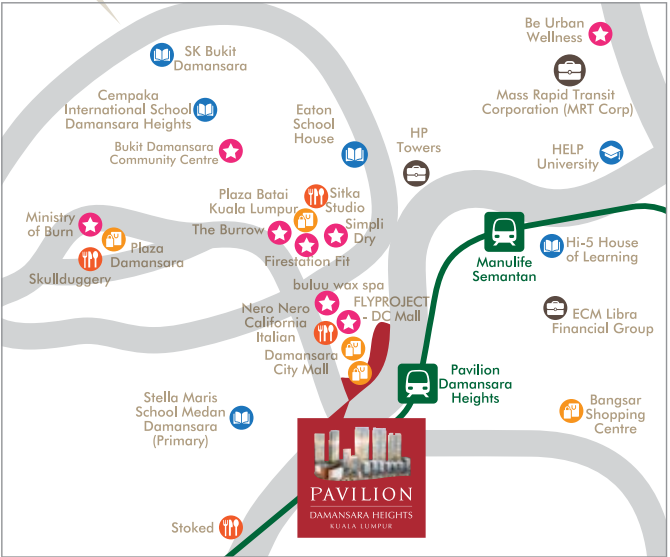 Be Urban
Wellness
SK Bukit
Damansara
Mass Rapid Transit
Corporation (MRT Corp)
Cempaka
International School
Damansara Heights
Eaton
School
House
HP
Towers
Bukit Damansara
Community Centre
HELP
University
Plaza Batai
Kuala Lumpur
Sitka
Studio
Ministry
of Burn
The Burrow
Simpli
Dry
Plaza
Damansara
Firestation Fit
Skullduggery
Manulife
Semantan
Hi-5 House
of Learning
buluu wax spa
FLYPROJECT
- DC Mall
Nero Nero
California
Italian
ECM Libra
Financial Group
Damansara
City Mall
Pavilion
Damansara
Heights
Stella Maris
School Medan
Damansara
(Primary)
Bangsar
Shopping
Centre
PAVILION
DAMANSARA HEIGHTS
KUALA LUMPUR
Stoked